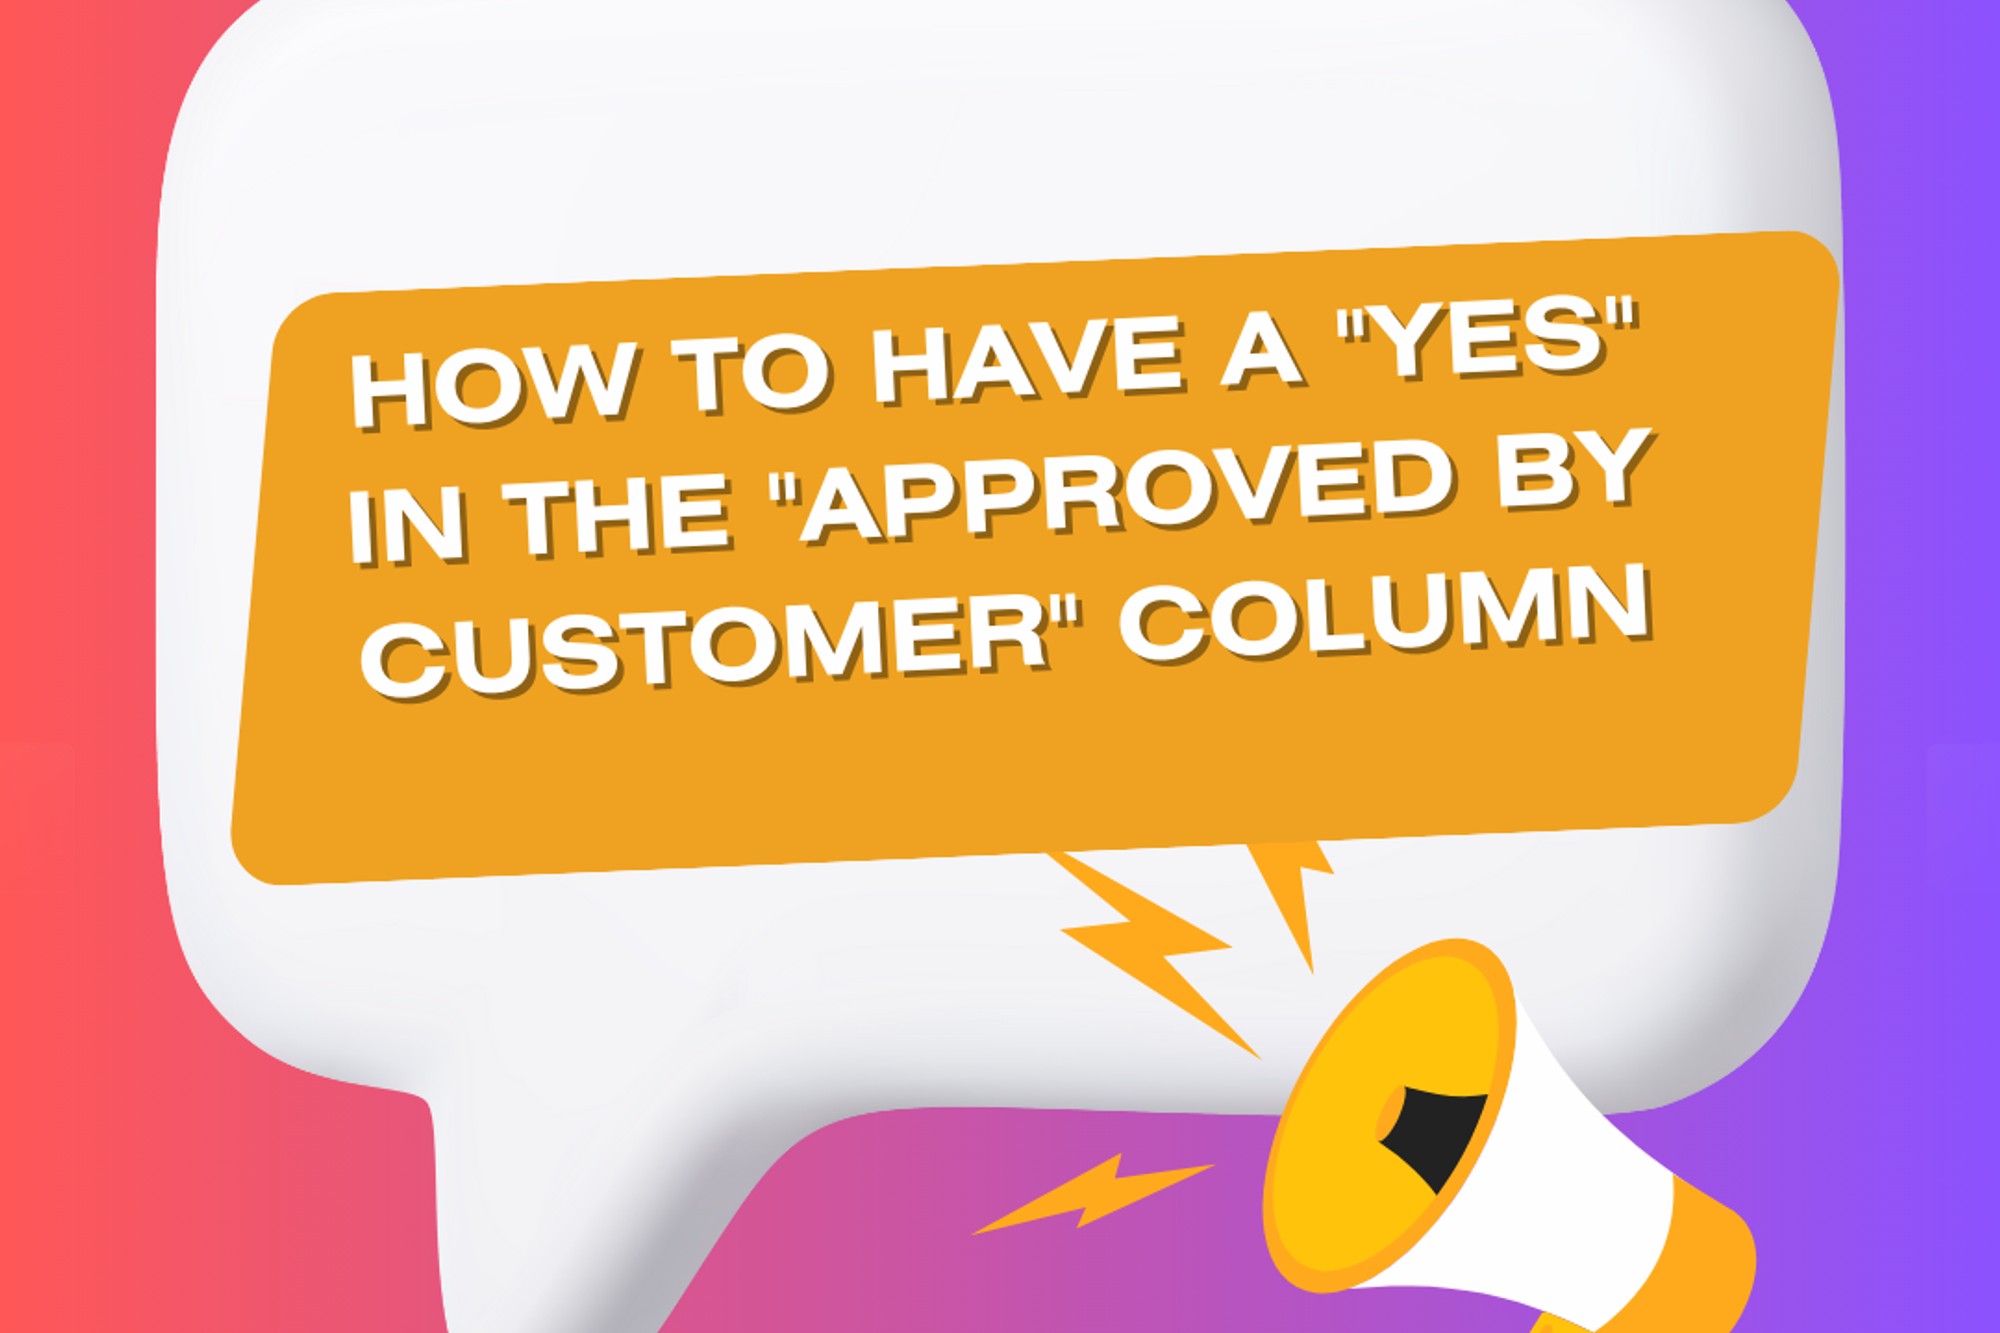 HOW TO HAVE A "YES"
IN THE "APPROVED BY
CUSTOMER" COLUMN